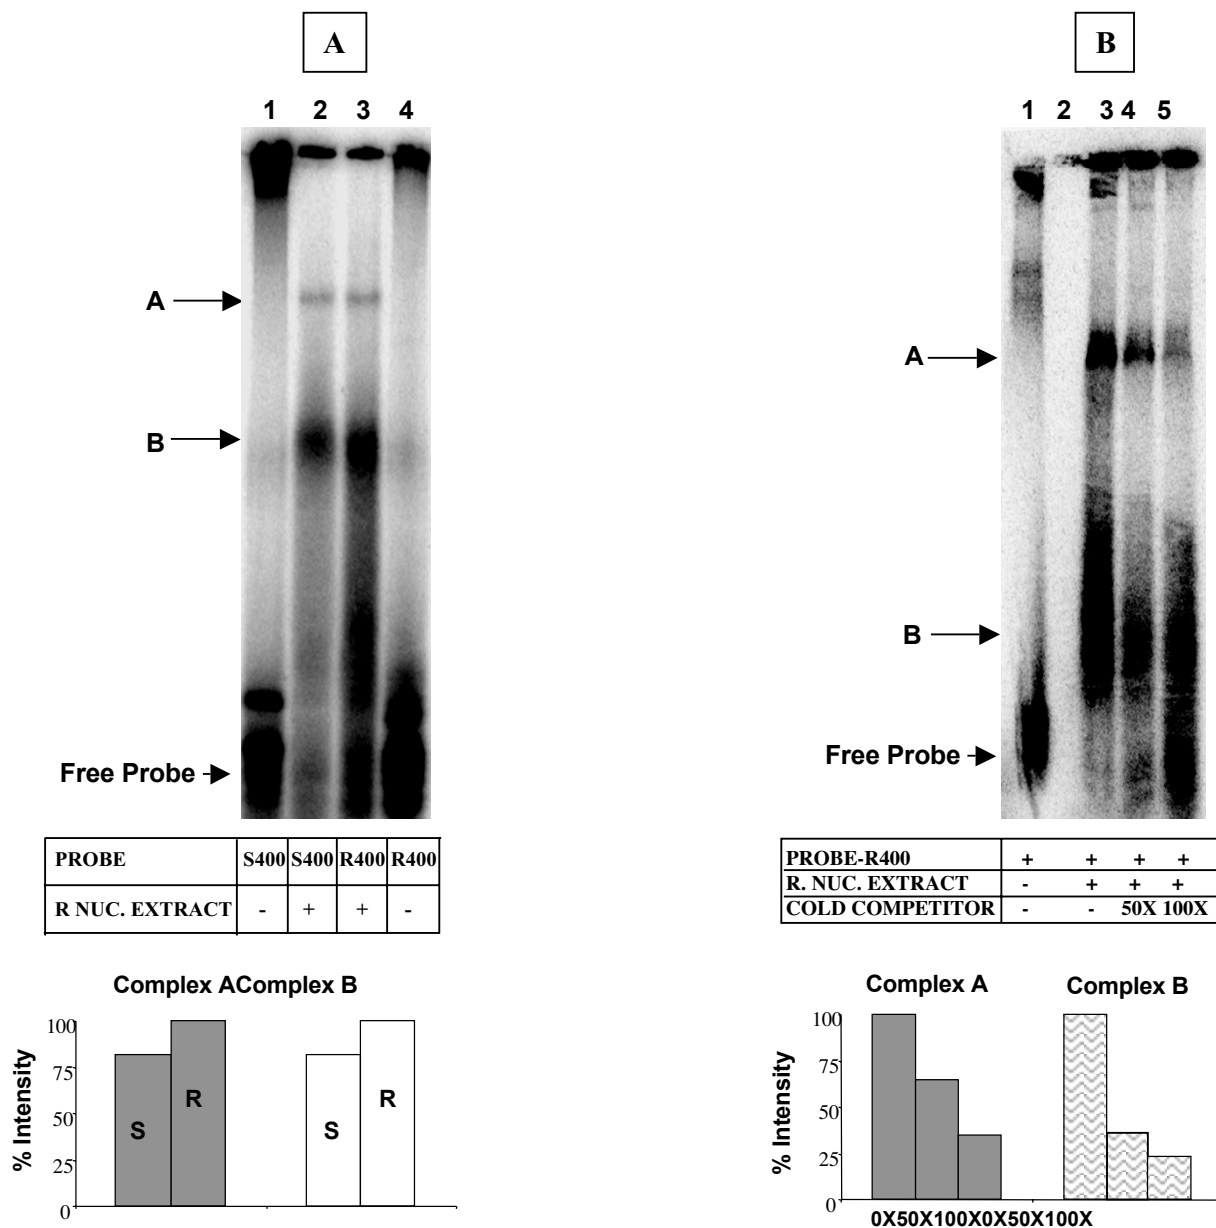 A
1 2 3 4
A
B
Free Probe
PROBE S400 S400 R400 R400
R NUC. EXTRACT - + + -
Complex AComplex B
% Intensity
100
75
50
25
0
S R
S R
B
1 2 3 4 5
A
B
Free Probe
PROBE-R400 + + + +
R. NUC. EXTRACT - + + +
COLD COMPETITOR - - 50X 100X
Complex A Complex B
% Intensity
100
75
50
25
0
0X50X100X0X50X100X